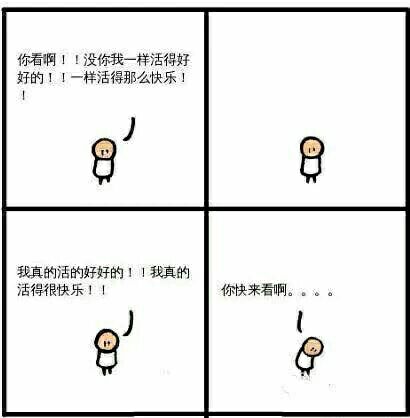 你看啊！！没你我一样活得好
好的！！一样活得那么快乐！
！
我真的活的好好的！！我真的
活得很快乐！！
你快来看啊。。。。